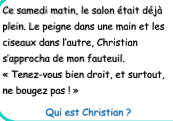 Ce samedi matin, le salon était déjà
plein. Le peigne dans une main et les
ciseaux dans l'autre, Christian
s'approcha de mon fauteuil.
« Tenez-vous bien droit, et surtout,
ne bougez pas ! »
Qui est Christian ?